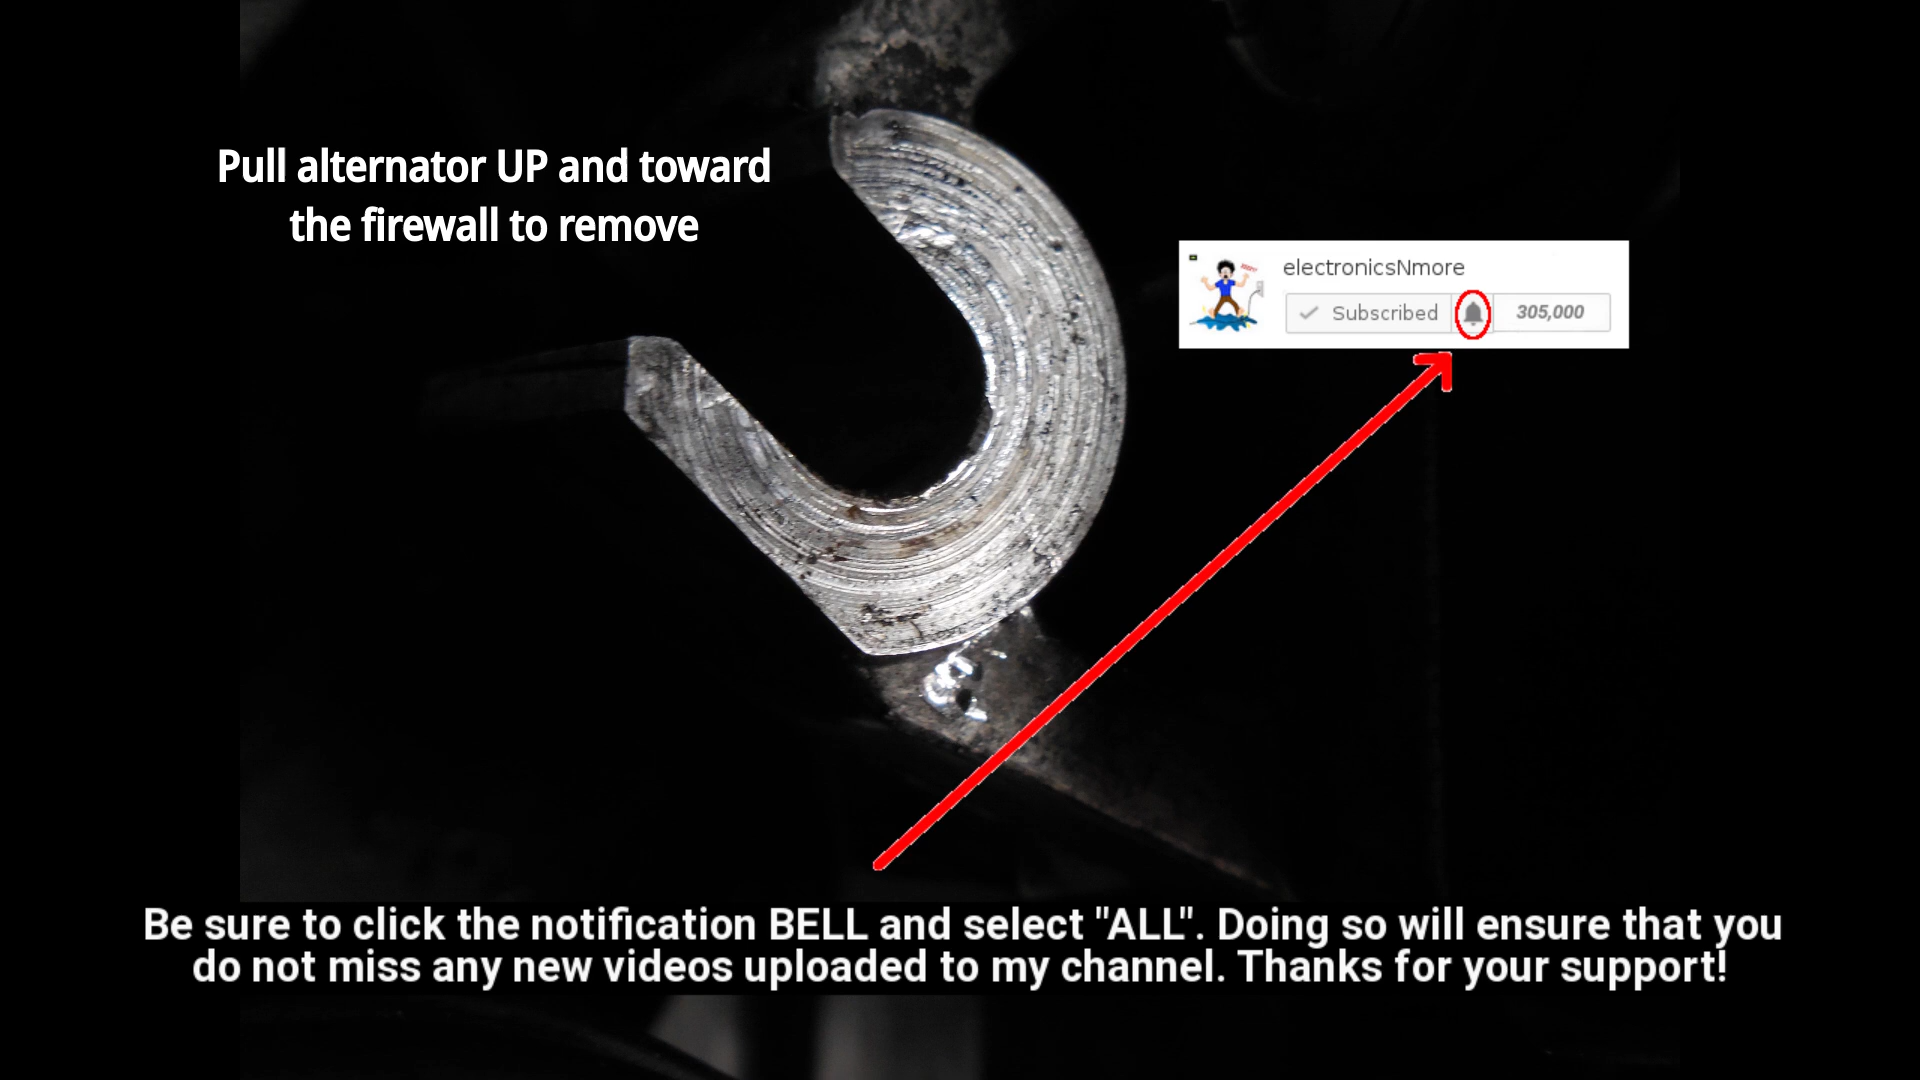 Pull alternator UP and toward
the firewall to remove
electronicsNmore
Subscribed
305,000
Be sure to click the notification BELL and select "ALL". Doing so will ensure that you
do not miss any new videos uploaded to my channel. Thanks for your support!